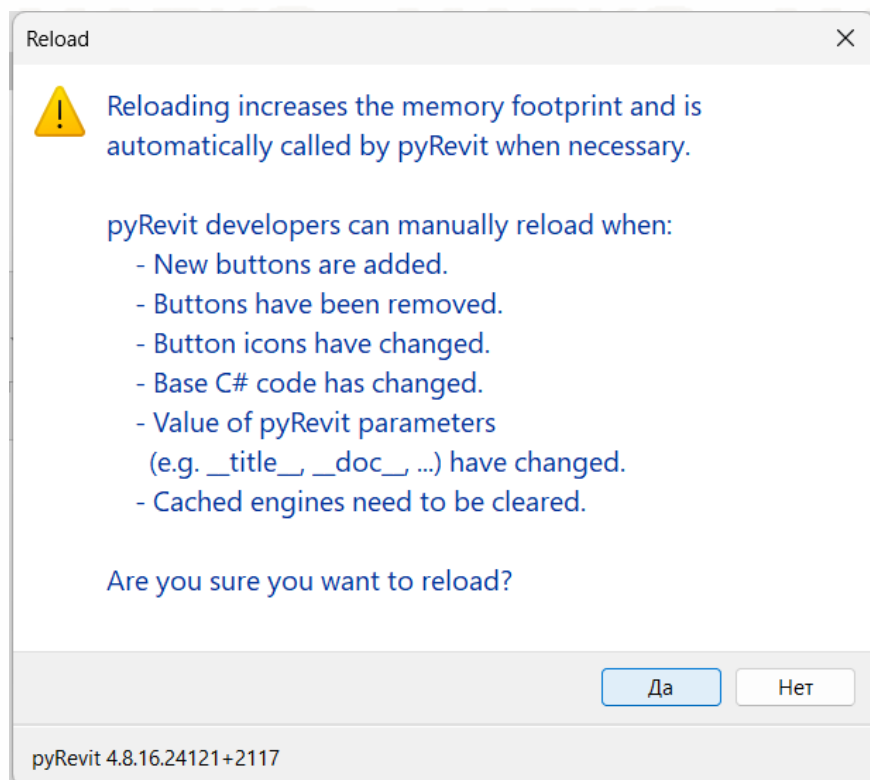 Reload
Reloading increases the memory footprint and is
automatically called by pyRevit when necessary.
pyRevit developers can manually reload when:
- New buttons are added.
- Buttons have been removed.
- Button icons have changed.
- Base C# code has changed.
- Value of pyRevit parameters
(e.g. __title__, __doc__, ...) have changed.
- Cached engines need to be cleared.
Are you sure you want to reload?
Да
Нет
pyRevit 4.8.16.24121+2117